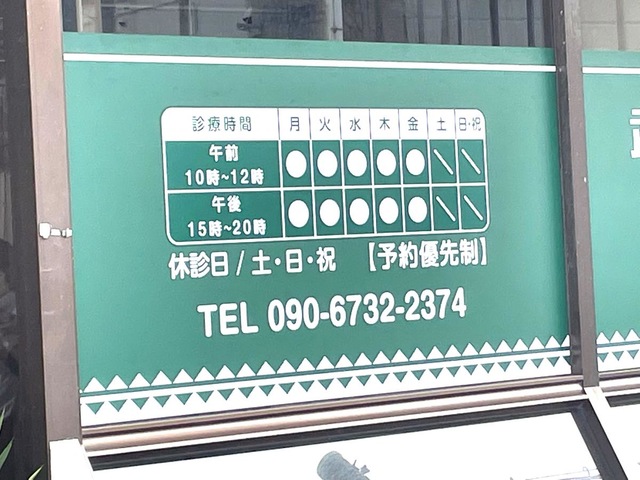 診療時間 月 火 水 木 金 土 日・祝
午前
10時~12時 ● ● ● ● ● \ \
午後
15時~20時 ● ● ● ● ● \ \
休診日/土・日・祝 【予約優先制】
TEL 090-6732-2374